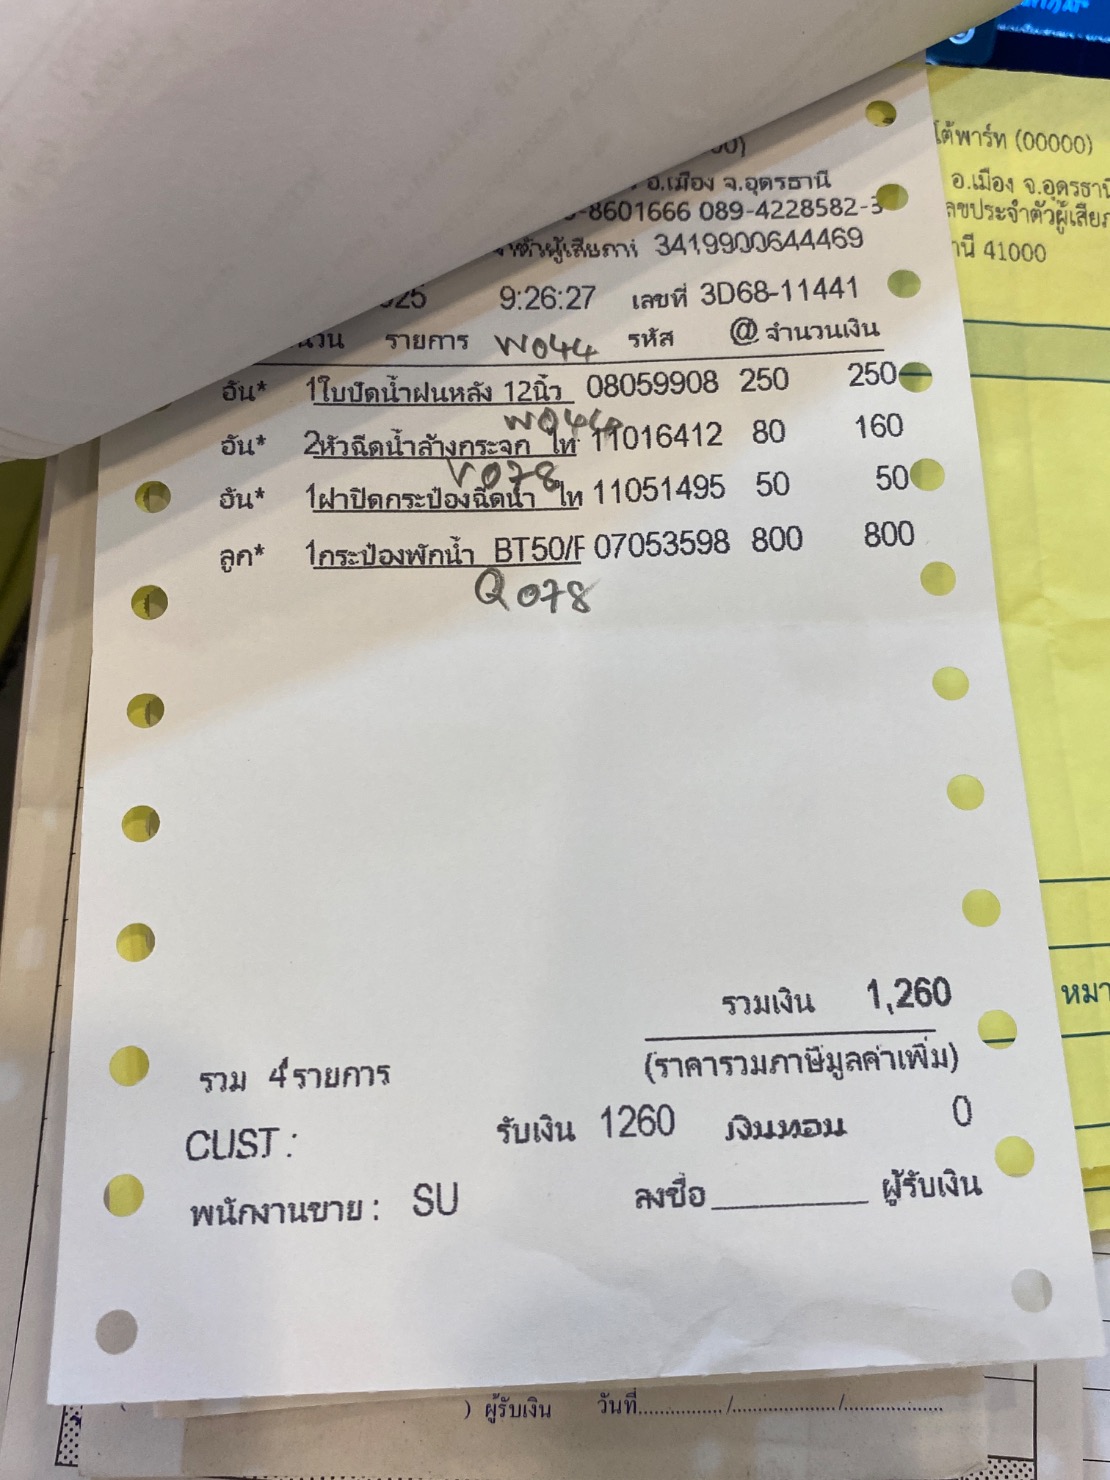 อ.เมือง จ.อุดรธานี
8601666 089-4228582-3
ผู้เสียภาษี 3419900644469
9:26:27 เลขที่ 3D68-11441
รายการ W044 รหัส @ จำนวนเงิน
อัน* 1ใบปัดน้ำฝนหลัง 12นิ้ว 08059908 250 250
อัน* 2หัวฉีดน้ำล้างกระจก ไท 11016412 80 160
V078
อัน* 1ฝาปิดกระป๋องฉีดน้ำ ไท 11051495 50 50
ลูก* 1กระป๋องพักน้ำ BT50/F 07053598 800 800
Q078
รวมเงิน 1,260
(ราคารวมภาษีมูลค่าเพิ่ม)
รวม 4รายการ
CUST :
รับเงิน 1260 เงินทอน 0
พนักงานขาย : SU
ลงชื่อ________ ผู้รับเงิน
) ผู้รับเงิน วันที่................/..................../...................
โต้พาร์ท (00000)
อ.เมือง จ.อุดรธานี
ลขประจำตัวผู้เสีย
านี 41000
หมา